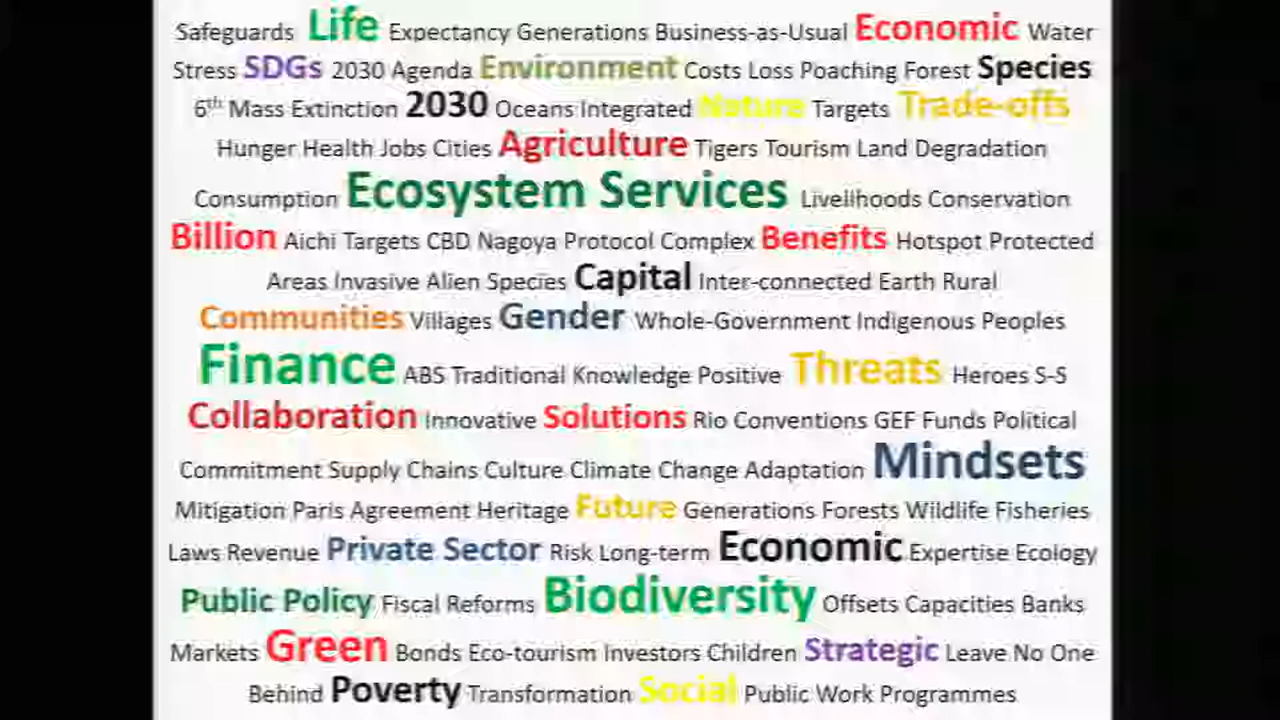 Safeguards Life Expectancy Generations Business-as-Usual Economic Water
Stress SDGs 2030 Agenda Environment Costs Loss Poaching Forest Species
6th Mass Extinction 2030 Oceans Integrated Nature Targets Trade-offs
Hunger Health Jobs Cities Agriculture Tigers Tourism Land Degradation
Consumption Ecosystem Services Livelihoods Conservation
Billion Aichi Targets CBD Nagoya Protocol Complex Benefits Hotspot Protected
Areas Invasive Alien Species Capital Inter-connected Earth Rural
Communities Villages Gender Whole-Government Indigenous Peoples
Finance ABS Traditional Knowledge Positive Threats Heroes S-S
Collaboration Innovative Solutions Rio Conventions GEF Funds Political
Commitment Supply Chains Culture Climate Change Adaptation Mindsets
Mitigation Paris Agreement Heritage Future Generations Forests Wildlife Fisheries
Laws Revenue Private Sector Risk Long-term Economic Expertise Ecology
Public Policy Fiscal Reforms Biodiversity Offsets Capacities Banks
Markets Green Bonds Eco-tourism Investors Children Strategic Leave No One
Behind Poverty Transformation Social Public Work Programmes